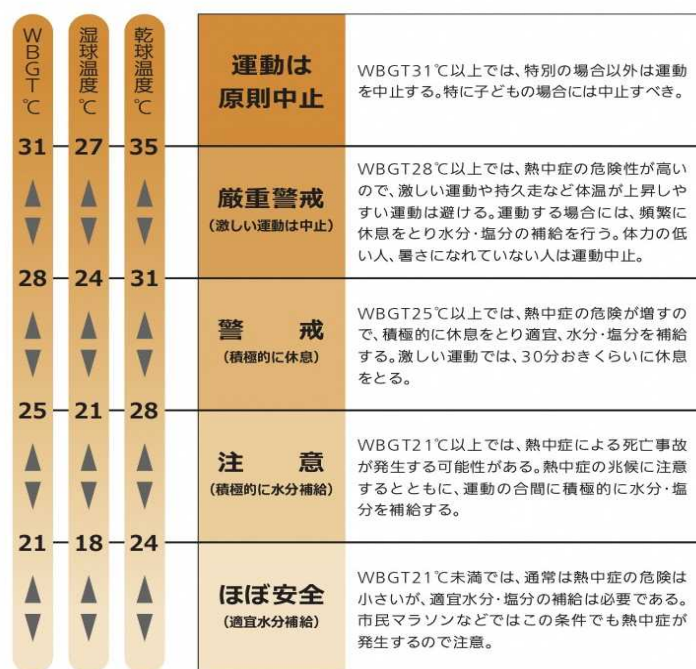 WBGT ℃
湿球温度 ℃
乾球温度 ℃
運動は
原則中止
WBGT31℃以上では、特別の場合以外は運動
を中止する。特に子どもの場合には中止すべき。
31 27 35
厳重警戒
(激しい運動は中止)
WBGT28℃以上では、熱中症の危険性が高い
ので、激しい運動や持久走など体温が上昇しや
すい運動は避ける。運動する場合には、頻繁に
休息をとり水分・塩分の補給を行う。体力の低
い人、暑さになれていない人は運動中止。
28 24 31
警 戒
(積極的に休息)
WBGT25℃以上では、熱中症の危険が増すの
で、積極的に休息をとり適宜、水分・塩分を補給
する。激しい運動では、30分おきくらいに休息
をとる。
25 21 28
注 意
(積極的に水分補給)
WBGT21℃以上では、熱中症による死亡事故
が発生する可能性がある。熱中症の兆候に注意
するとともに、運動の合間に積極的に水分・塩
分を補給する。
21 18 24
ほぼ安全
(適宜水分補給)
WBGT21℃未満では、通常は熱中症の危険は
小さいが、適宜水分・塩分の補給は必要である。
市民マラソンなどではこの条件でも熱中症が
発生するので注意。